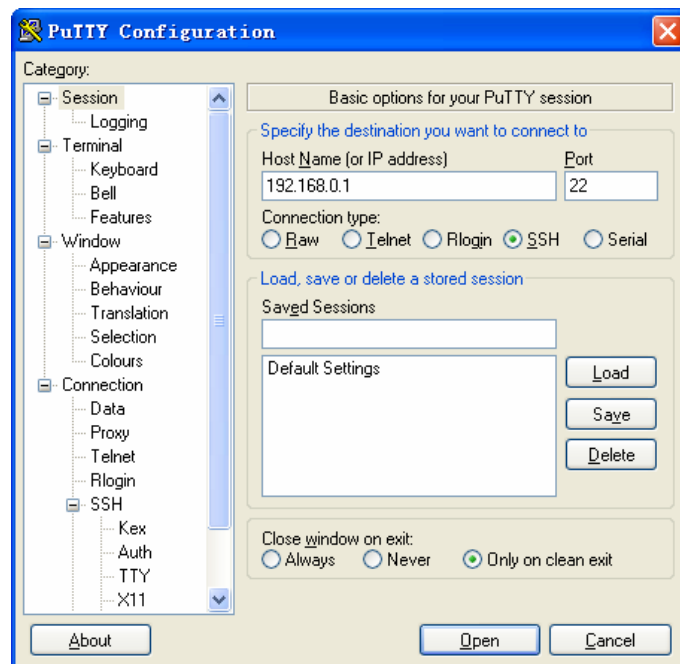 PuTTY Configuration
Category:
Session
Logging
Terminal
Keyboard
Bell
Features
Window
Appearance
Behaviour
Translation
Selection
Colours
Connection
Data
Proxy
Telnet
Rlogin
SSH
Kex
Auth
TTY
X11
Basic options for your PuTTY session
Specify the destination you want to connect to
Host Name (or IP address) Port
192.168.0.1 22
Connection type:
Raw Telnet Rlogin SSH Serial
Load, save or delete a stored session
Saved Sessions
Default Settings
Load
Save
Delete
Close window on exit:
Always Never Only on clean exit
About Open Cancel